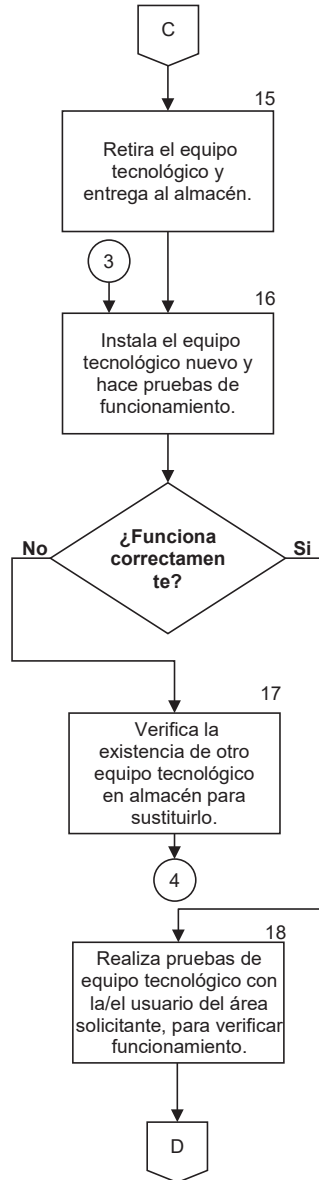 C
15
Retira el equipo
tecnológico y
entrega al almacén.
3
16
Instala el equipo
tecnológico nuevo y
hace pruebas de
funcionamiento.
¿Funciona
correctamen
te?
No
Si
17
Verifica la
existencia de otro
equipo tecnológico
en almacén para
sustituirlo.
4
18
Realiza pruebas de
equipo tecnológico con
la/el usuario del área
solicitante, para verificar
funcionamiento.
D